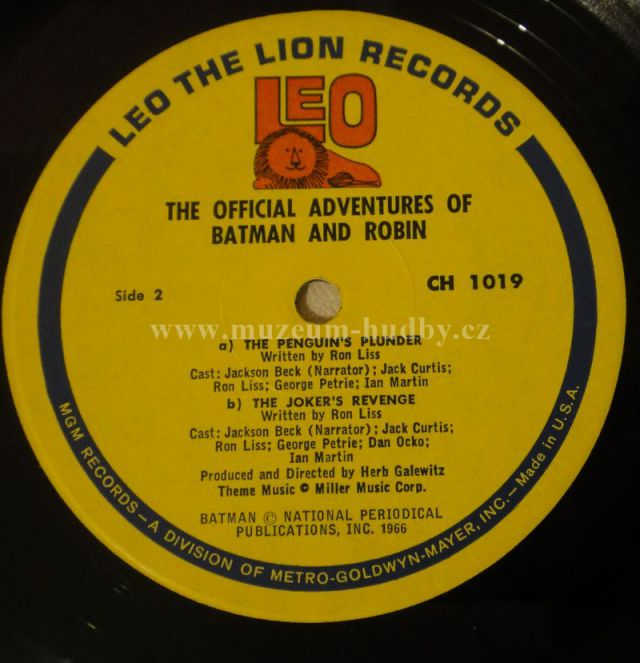 LEO THE LION RECORDS
LEO
THE OFFICIAL ADVENTURES OF
BATMAN AND ROBIN
Side 2
CH 1019
www.muzeum-hudby.cz
a) THE PENGUIN'S PLUNDER
Written by Ron Liss
Cast: Jackson Beck (Narrator); Jack Curtis;
Ron Liss; George Petrie; Ian Martin
b) THE JOKER'S REVENGE
Written by Ron Liss
Cast: Jackson Beck (Narrator); Jack Curtis;
Ron Liss; George Petrie; Dan Ocko;
Ian Martin
Produced and Directed by Herb Galewitz
Theme Music © Miller Music Corp.
BATMAN © NATIONAL PERIODICAL
PUBLICATIONS, INC. 1966
MGM RECORDS — A DIVISION OF METRO-GOLDWYN-MAYER, INC. — Made in U.S.A.